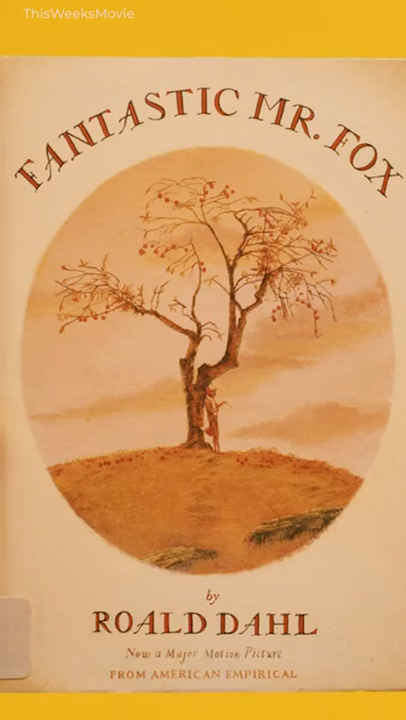 ThisWeeksMovie
FANTASTIC MR. FOX
by
ROALD DAHL
Now a Major Motion Picture
FROM AMERICAN EMPIRICAL